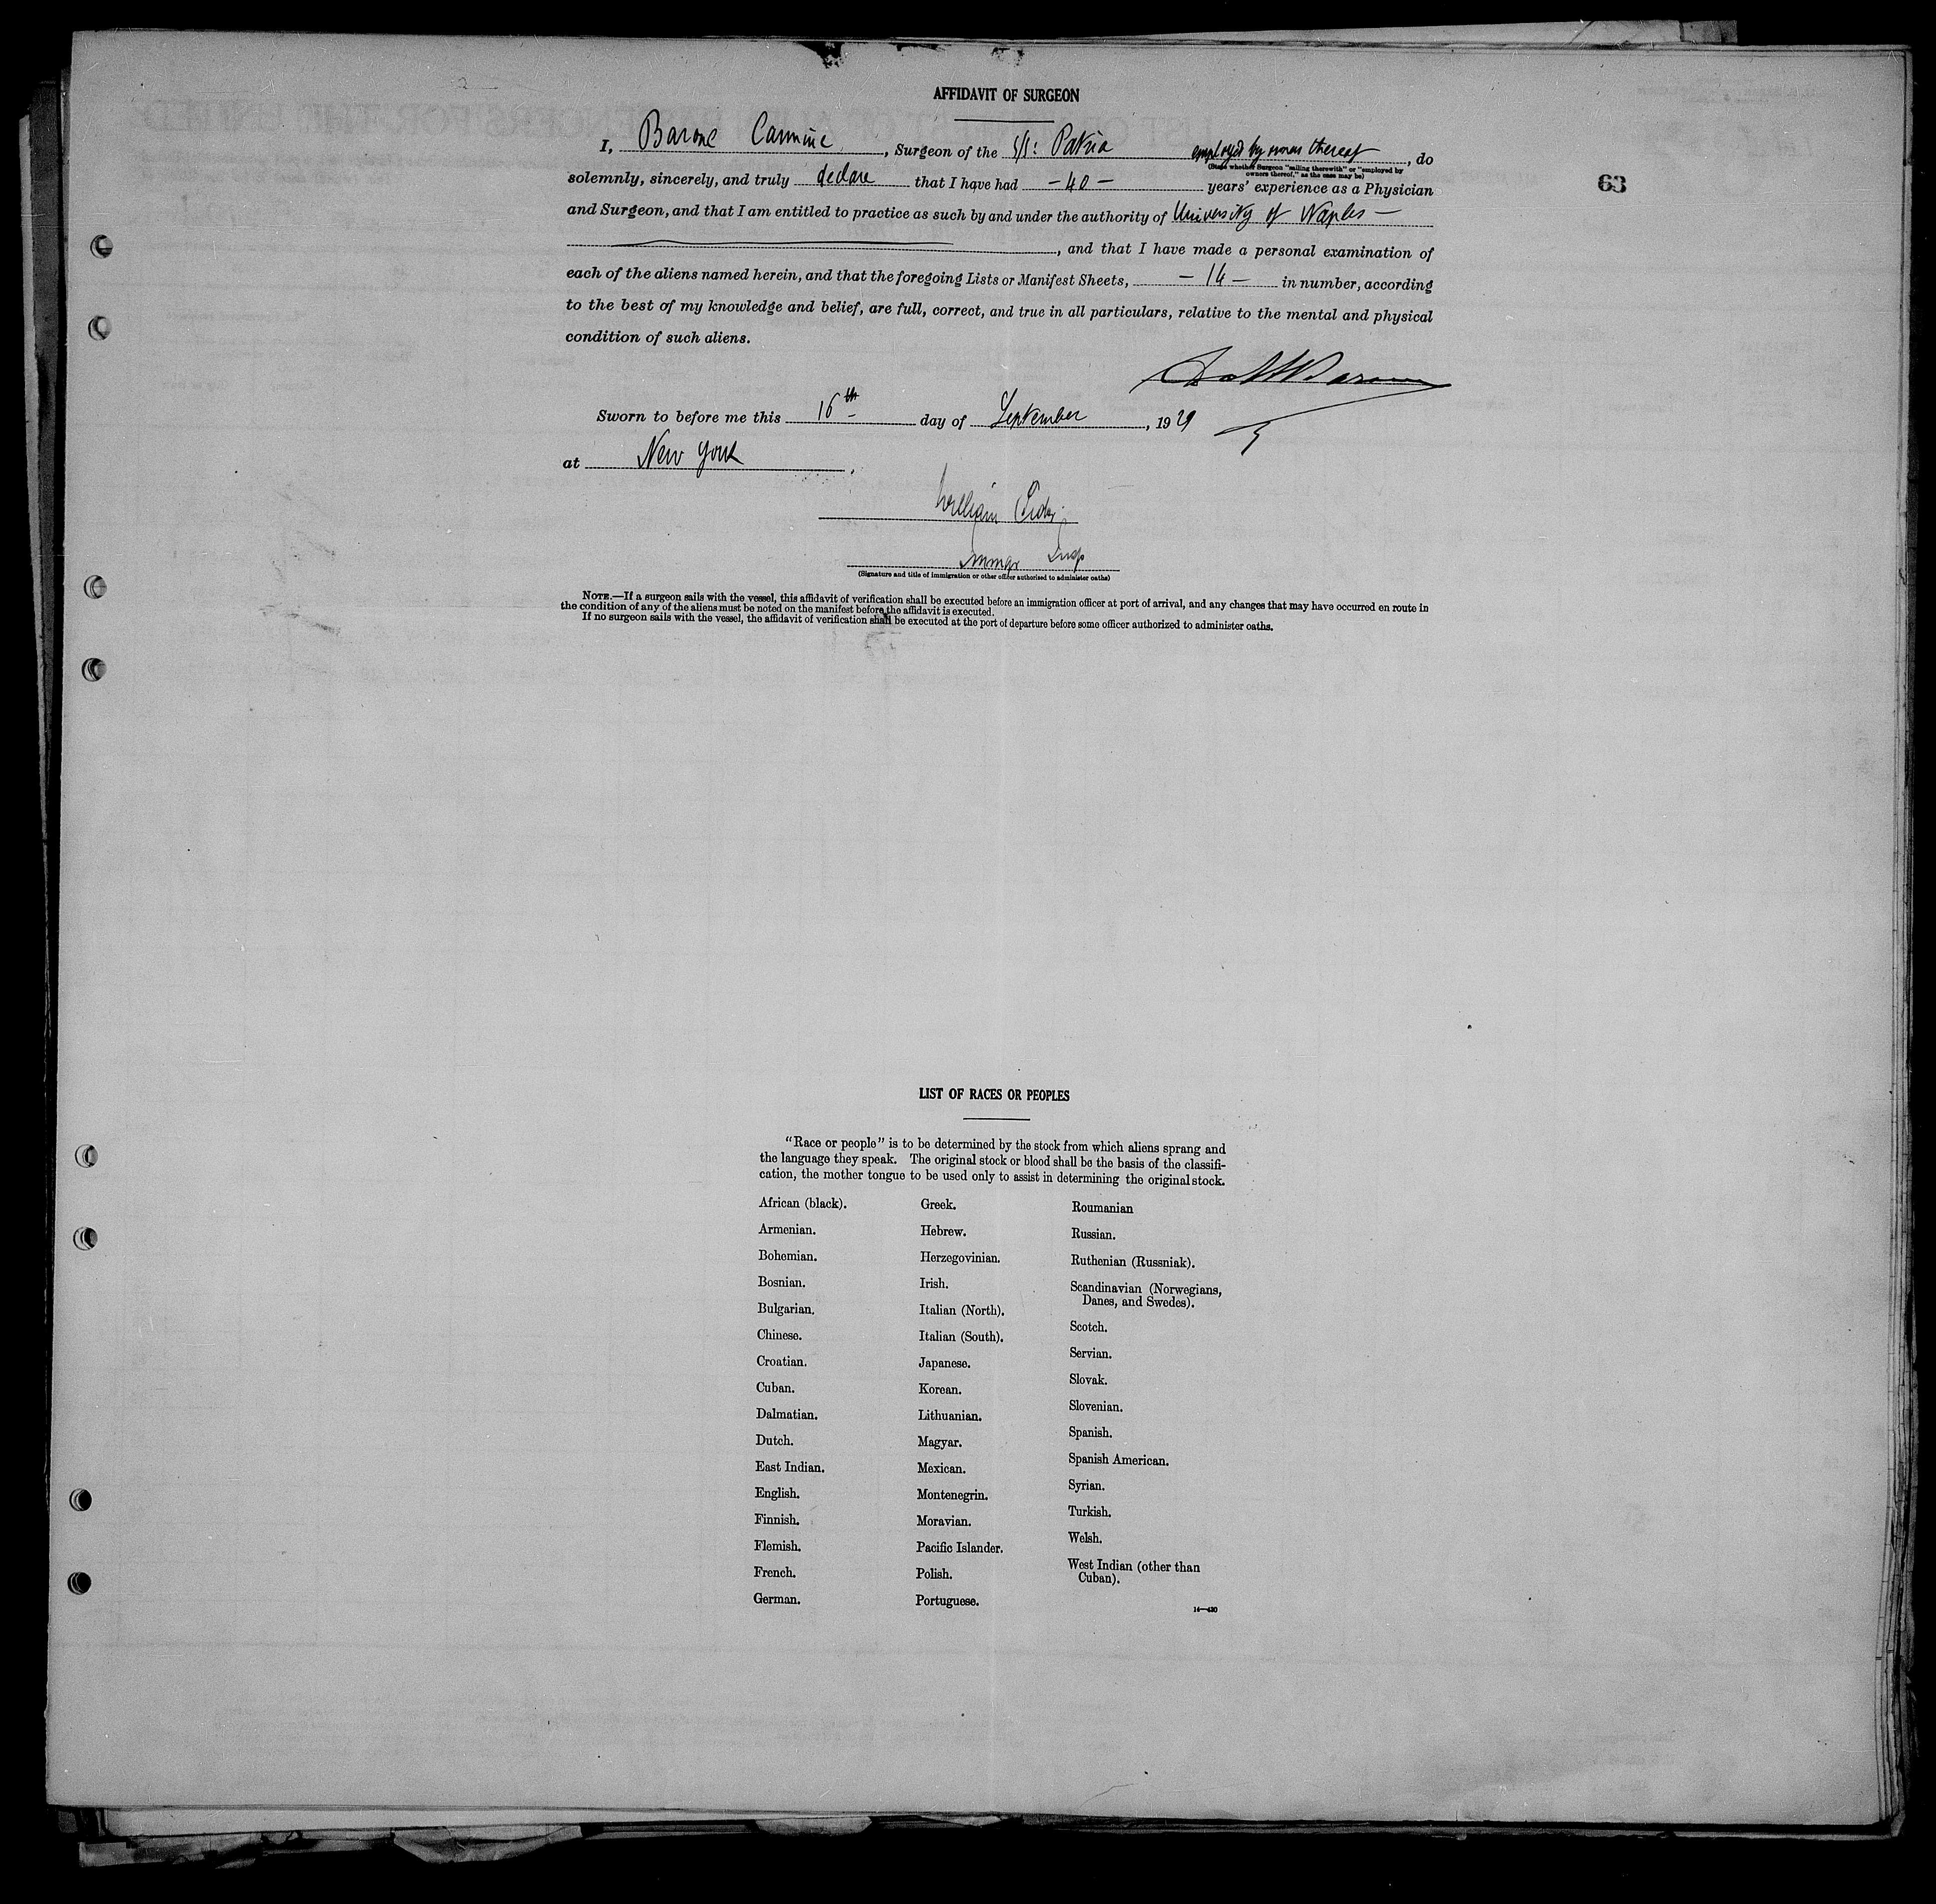 AFFIDAVIT OF SURGEON
63
I, Barone Carmine, Surgeon of the S/S: Patria employed by owners thereof, do
(State whether Surgeon "sailing therewith" or "employed by
owners thereof," as the case may be)
solemnly, sincerely, and truly declare that I have had - 40 - years' experience as a Physician
and Surgeon, and that I am entitled to practice as such by and under the authority of University of Naples —
, and that I have made a personal examination of
each of the aliens named herein, and that the foregoing Lists or Manifest Sheets, - 14 - in number, according
to the best of my knowledge and belief, are full, correct, and true in all particulars, relative to the mental and physical
condition of such aliens.
Sworn to before me this 16th day of September, 1929
at New York.
William
Immgr Insp
(Signature and title of immigration or other officer authorized to administer oaths)
NOTE.—If a surgeon sails with the vessel, this affidavit of verification shall be executed before an immigration officer at port of arrival, and any changes that may have occurred en route in
the condition of any of the aliens must be noted on the manifest before the affidavit is executed.
If no surgeon sails with the vessel, the affidavit of verification shall be executed at the port of departure before some officer authorized to administer oaths.
LIST OF RACES OR PEOPLES
"Race or people" is to be determined by the stock from which aliens sprang and
the language they speak. The original stock or blood shall be the basis of the classifi-
cation, the mother tongue to be used only to assist in determining the original stock.
African (black).
Armenian.
Bohemian.
Bosnian.
Bulgarian.
Chinese.
Croatian.
Cuban.
Dalmatian.
Dutch.
East Indian.
English.
Finnish.
Flemish.
French.
German.
Greek.
Hebrew.
Herzegovinian.
Irish.
Italian (North).
Italian (South).
Japanese.
Korean.
Lithuanian.
Magyar.
Mexican.
Montenegrin.
Moravian.
Pacific Islander.
Polish.
Portuguese.
Roumanian
Russian.
Ruthenian (Russniak).
Scandinavian (Norwegians,
Danes, and Swedes).
Scotch.
Servian.
Slovak.
Slovenian.
Spanish.
Spanish American.
Syrian.
Turkish.
Welsh.
West Indian (other than
Cuban).
14—430